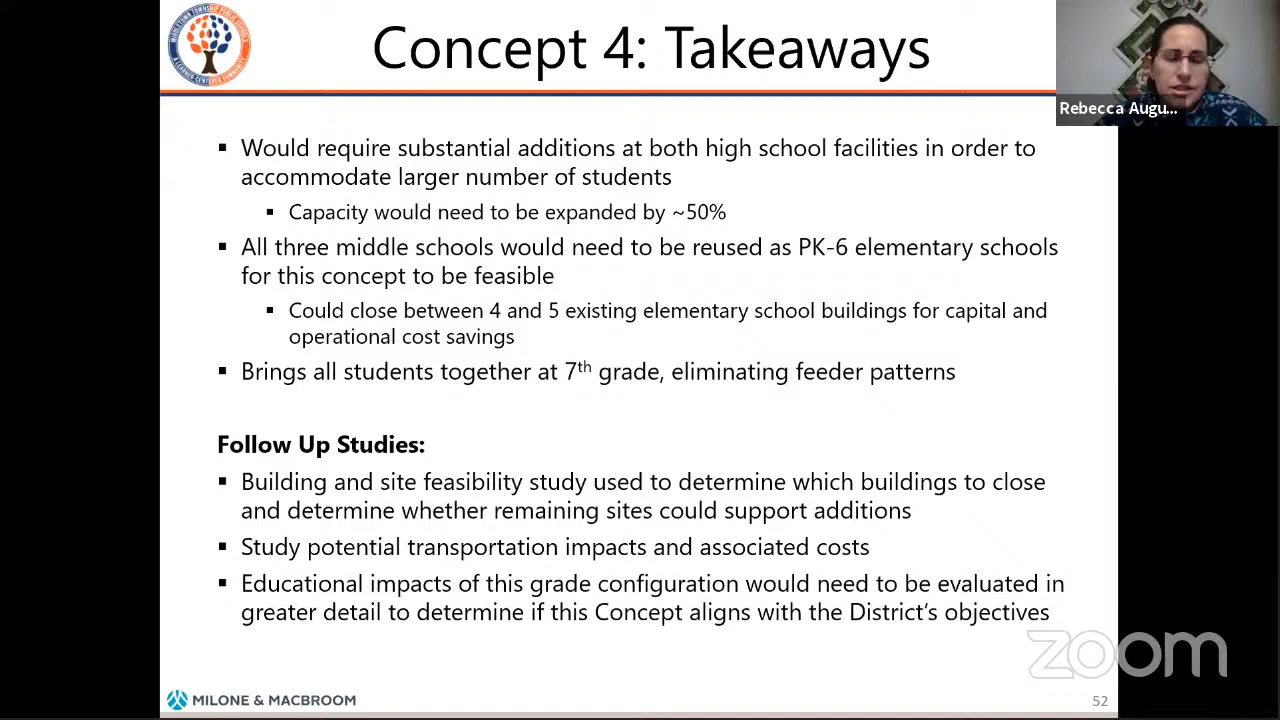 MIDDLETOWN TOWNSHIP PUBLIC SCHOOLS
A LEARNER-CENTERED COMMUNITY
Concept 4: Takeaways
Rebecca Augu...
▪ Would require substantial additions at both high school facilities in order to
accommodate larger number of students
▪ Capacity would need to be expanded by ~50%
▪ All three middle schools would need to be reused as PK-6 elementary schools
for this concept to be feasible
▪ Could close between 4 and 5 existing elementary school buildings for capital and
operational cost savings
▪ Brings all students together at 7th grade, eliminating feeder patterns
Follow Up Studies:
▪ Building and site feasibility study used to determine which buildings to close
and determine whether remaining sites could support additions
▪ Study potential transportation impacts and associated costs
▪ Educational impacts of this grade configuration would need to be evaluated in
greater detail to determine if this Concept aligns with the District's objectives
zoom
MILONE & MACBROOM
52